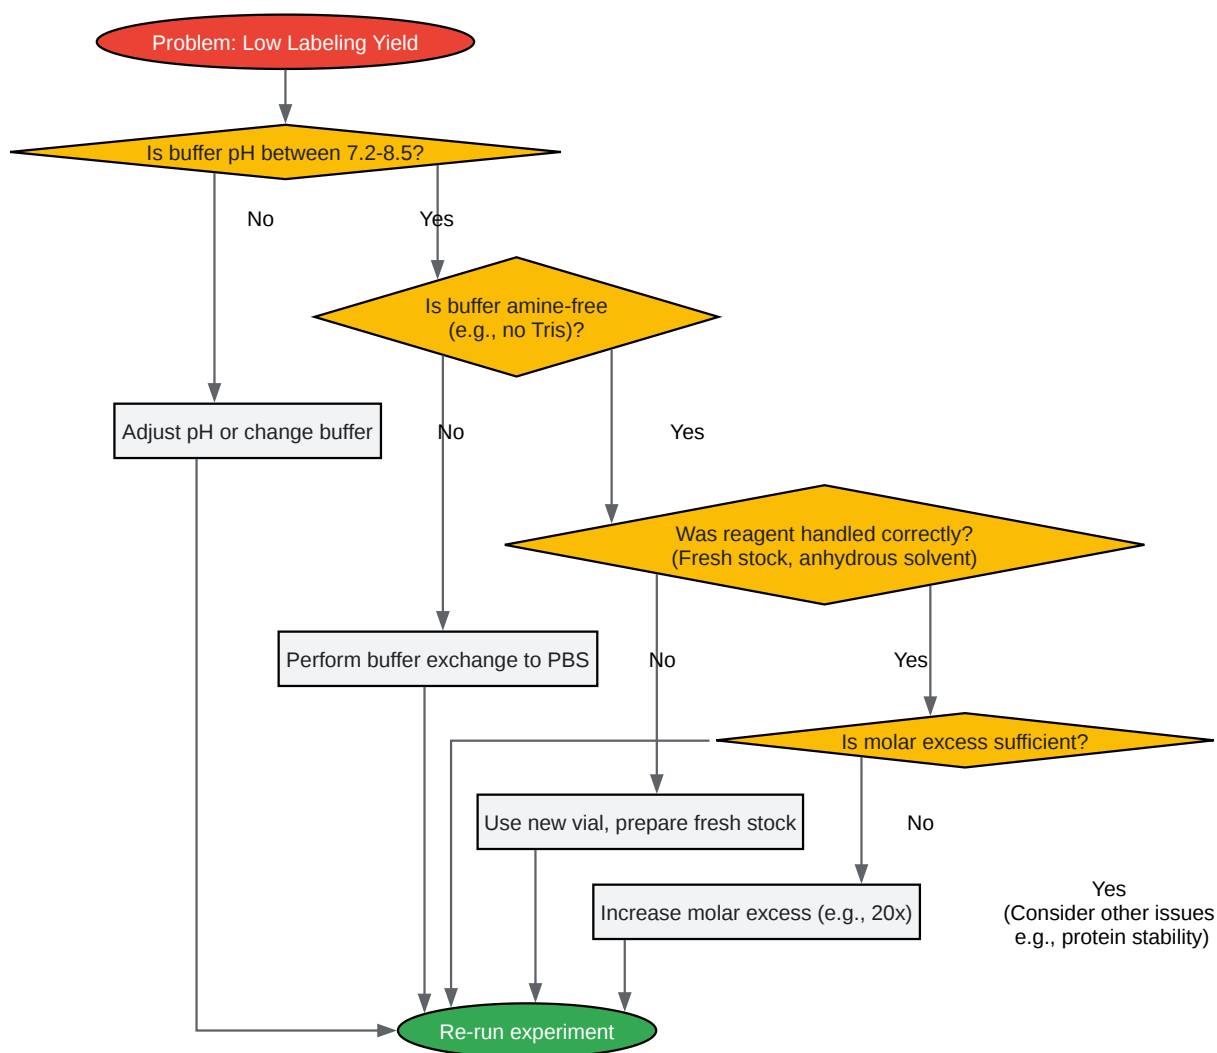 Problem: Low Labeling Yield
Is buffer pH between 7.2-8.5?
No
Yes
Is buffer amine-free
(e.g., no Tris)?
Adjust pH or change buffer
No
Yes
Was reagent handled correctly?
(Fresh stock, anhydrous solvent)
Perform buffer exchange to PBS
No
Yes
Is molar excess sufficient?
Use new vial, prepare fresh stock
No
Increase molar excess (e.g., 20x)
Yes
(Consider other issues
e.g., protein stability)
Re-run experiment